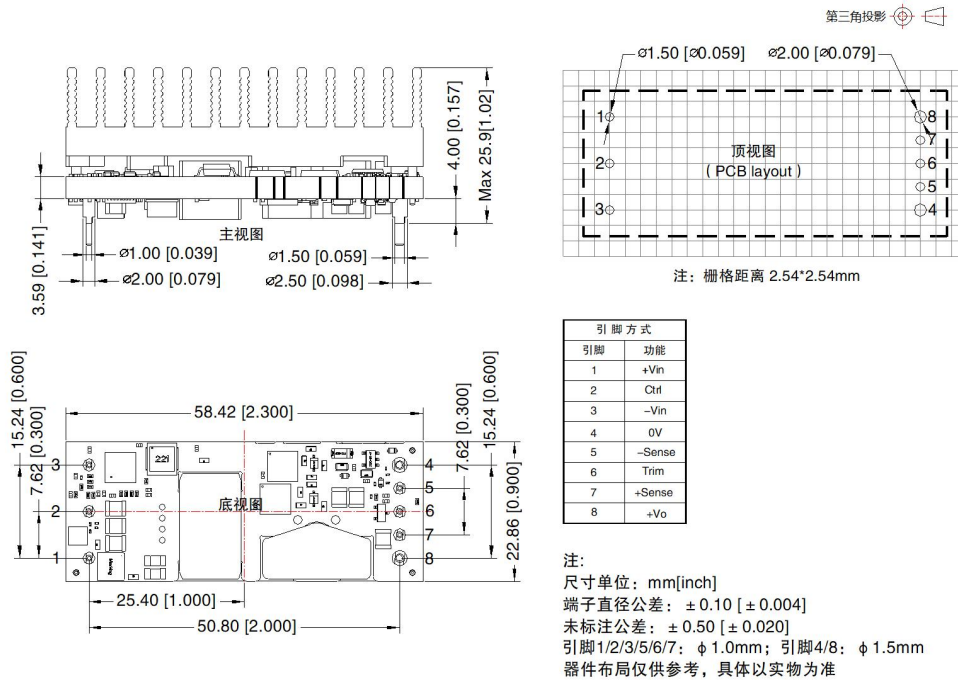 第三角投影
⌀1.50 [⌀0.059]
⌀2.00 [⌀0.079]
4.00 [0.157]
Max 25.9[1.02]
3.59 [0.141]
主视图
⌀1.00 [0.039]
⌀2.00 [0.079]
⌀1.50 [0.059]
⌀2.50 [0.098]
1
2
3
8
7
6
5
4
顶视图
( PCB layout )
注：栅格距离 2.54*2.54mm
引脚方式
引脚 功能
1 +Vin
2 Ctrl
3 −Vin
4 0V
5 −Sense
6 Trim
7 +Sense
8 +Vo
15.24 [0.600]
7.62 [0.300]
58.42 [2.300]
7.62 [0.300]
15.24 [0.600]
22.86 [0.900]
22i
底视图
3
2
1
4
5
6
7
8
25.40 [1.000]
50.80 [2.000]
注:
尺寸单位：mm[inch]
端子直径公差：±0.10 [±0.004]
未标注公差：±0.50 [±0.020]
引脚1/2/3/5/6/7：φ1.0mm；引脚4/8：φ1.5mm
器件布局仅供参考，具体以实物为准